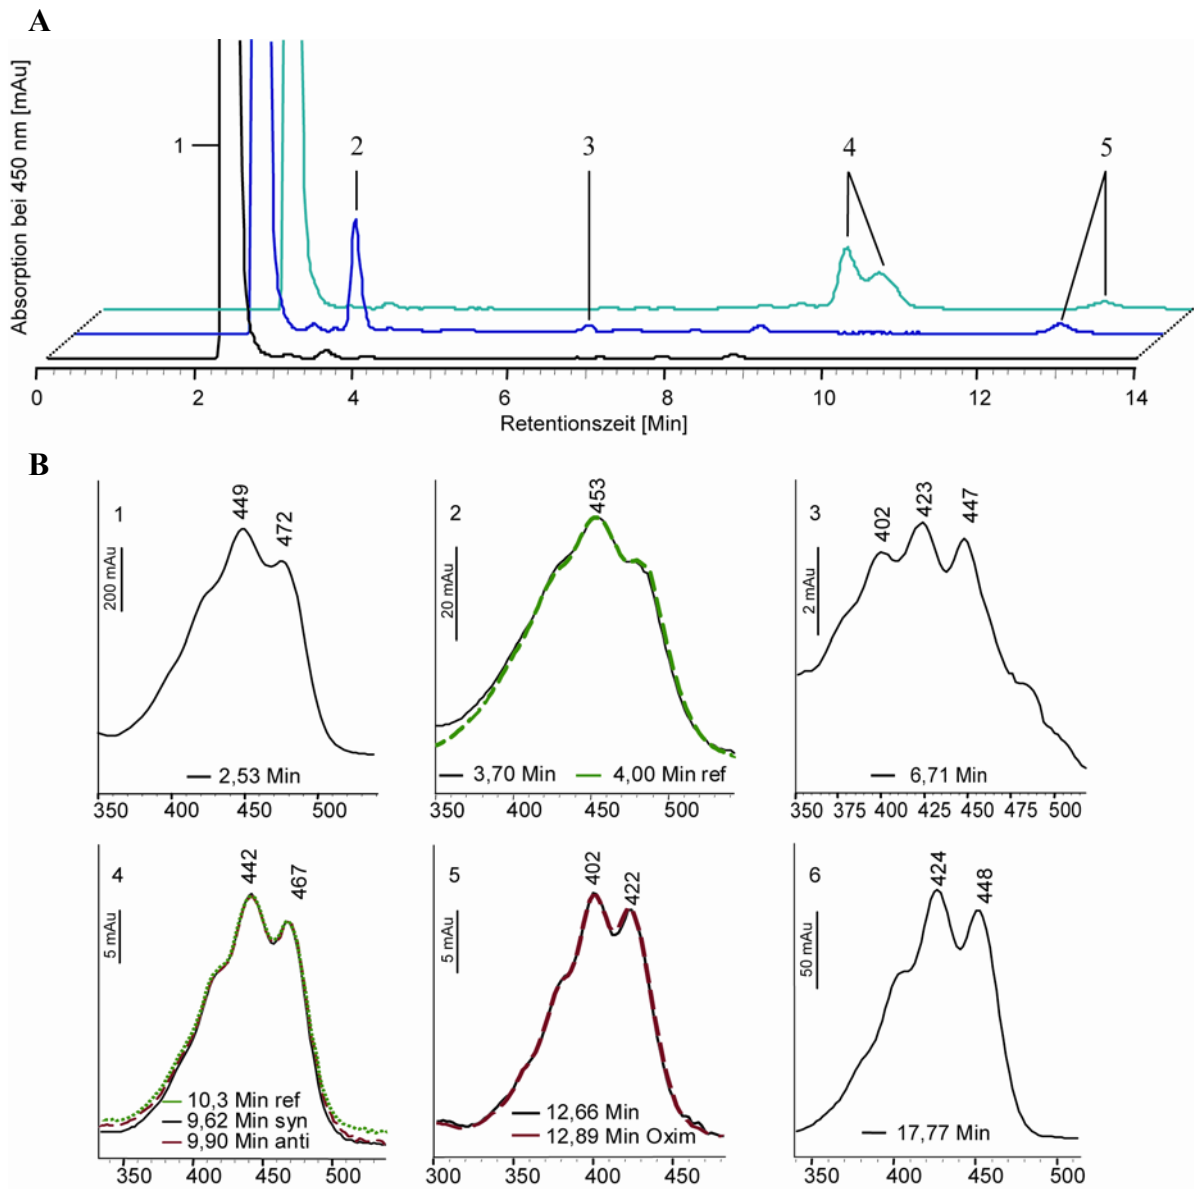 A
Absorption bei 450 nm [mAu]
1
2
3
4
5
0 2 4 6 8 10 12 14
Retentionszeit [Min]
B
1
449
472
200 mAu
2,53 Min
350 400 450 500
2
453
20 mAu
3,70 Min 4,00 Min ref
350 400 450 500
3
402
423
447
2 mAu
6,71 Min
350 375 400 425 450 475 500
4
442
467
5 mAu
10,3 Min ref
9,62 Min syn
9,90 Min anti
350 400 450 500
5
402
422
5 mAu
12,66 Min
12,89 Min Oxim
300 350 400 450
6
424
448
50 mAu
17,77 Min
350 400 450 500